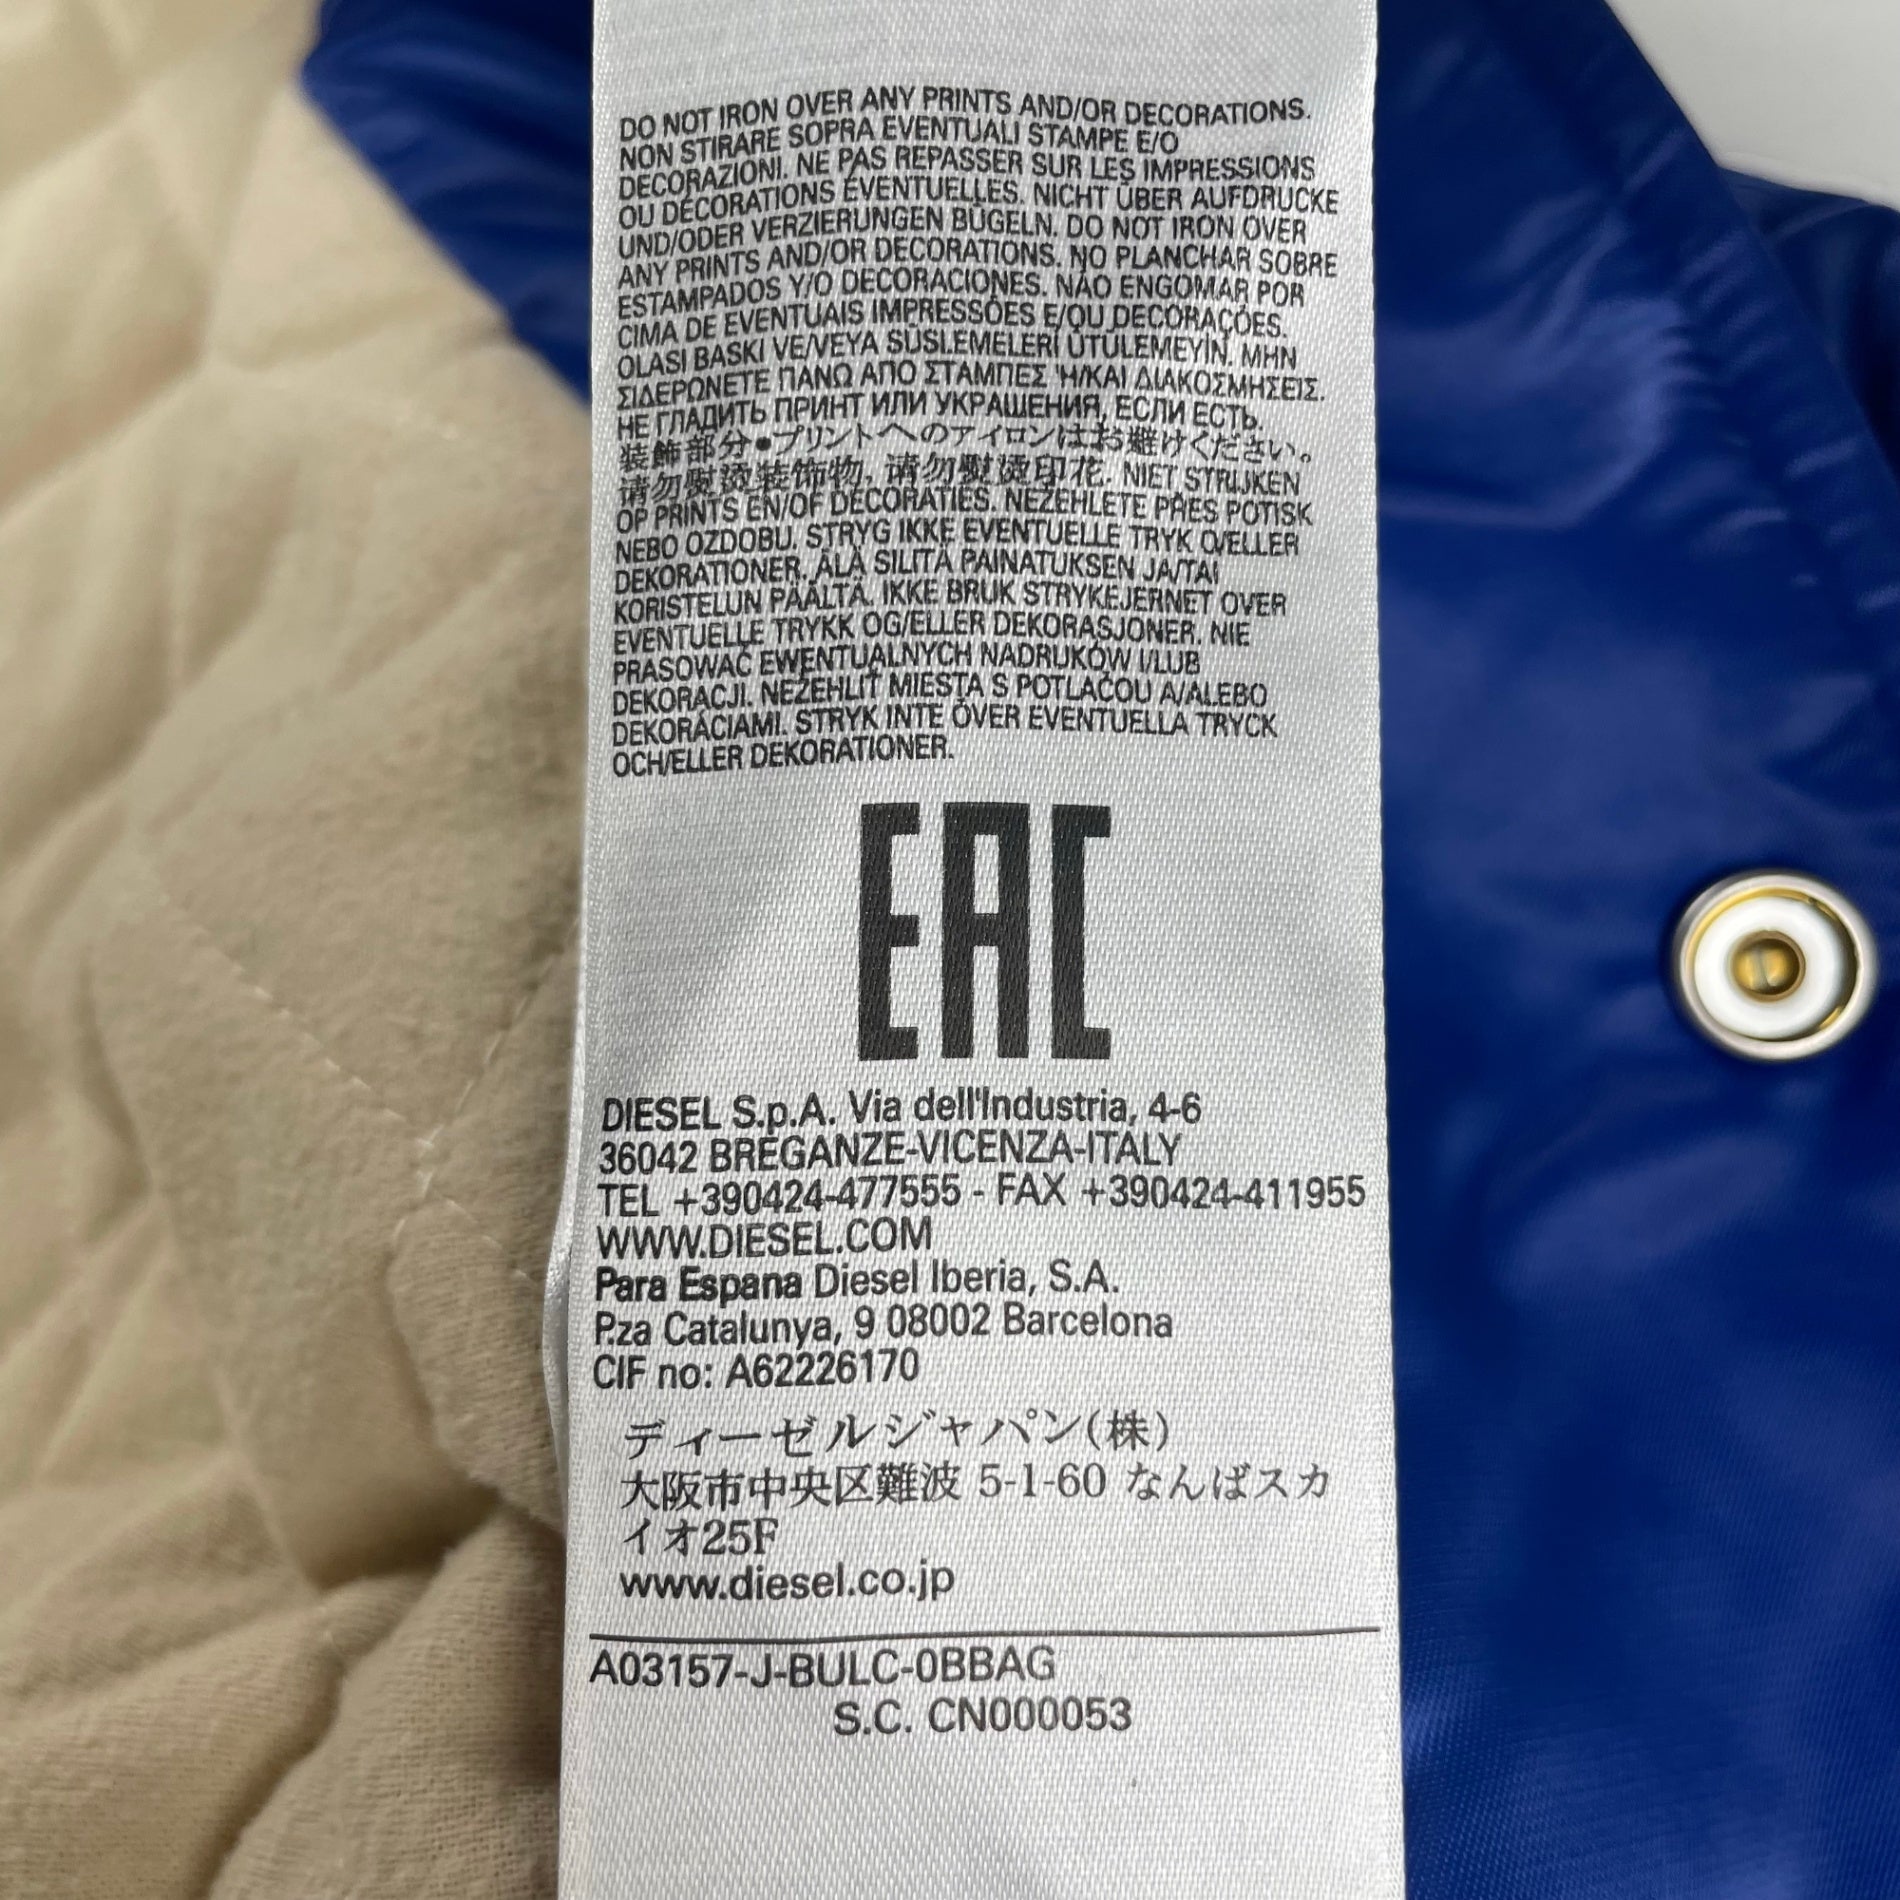 DO NOT IRON OVER ANY PRINTS AND/OR DECORATIONS.
NON STIRARE SOPRA EVENTUALI STAMPE E/O
DECORAZIONI. NE PAS REPASSER SUR LES IMPRESSIONS
OU DÉCORATIONS ÉVENTUELLES. NICHT ÜBER AUFDRUCKE
UND/ODER VERZIERUNGEN BÜGELN. DO NOT IRON OVER
ANY PRINTS AND/OR DECORATIONS. NO PLANCHAR SOBRE
ESTAMPADOS Y/O DECORACIONES. NÃO ENGOMAR POR
CIMA DE EVENTUAIS IMPRESSÕES E/OU DECORAÇÕES.
OLASI BASKI VE/VEYA SÜSLEMELERİ ÜTÜLEMEYİN. ΜΗΝ
ΣΙΔΕΡΩΝΕΤΕ ΠΑΝΩ ΑΠΟ ΣΤΑΜΠΕΣ 'Η/ΚΑΙ ΔΙΑΚΟΣΜΗΣΕΙΣ.
НЕ ГЛАДИТЬ ПРИНТ ИЛИ УКРАШЕНИЯ, ЕСЛИ ЕСТЬ.
装飾部分●プリントへのアイロンはお避けください。
请勿熨烫装饰物, 请勿熨烫印花. NIET STRIJKEN
OP PRINTS EN/OF DECORATIES. NEŽEHLETE PŘES POTISK
NEBO OZDOBU. STRYG IKKE EVENTUELLE TRYK O/ELLER
DEKORATIONER. ÄLÄ SILITÄ PAINATUKSEN JA/TAI
KORISTELUN PÄÄLTÄ. IKKE BRUK STRYKEJERNET OVER
EVENTUELLE TRYKK OG/ELLER DEKORASJONER. NIE
PRASOWAĆ EWENTUALNYCH NADRUKÓW I/LUB
DEKORACJI. NEŽEHLIŤ MIESTA S POTLAČOU A/ALEBO
DEKORÁCIAMI. STRYK INTE ÖVER EVENTUELLA TRYCK
OCH/ELLER DEKORATIONER.
EAC
DIESEL S.p.A. Via dell'Industria, 4-6
36042 BREGANZE-VICENZA-ITALY
TEL +390424-477555 - FAX +390424-411955
WWW.DIESEL.COM
Para Espana Diesel Iberia, S.A.
P.za Catalunya, 9 08002 Barcelona
CIF no: A62226170
ディーゼルジャパン(株)
大阪市中央区難波 5-1-60 なんばスカ
イオ25F
www.diesel.co.jp
A03157-J-BULC-0BBAG
S.C. CN000053